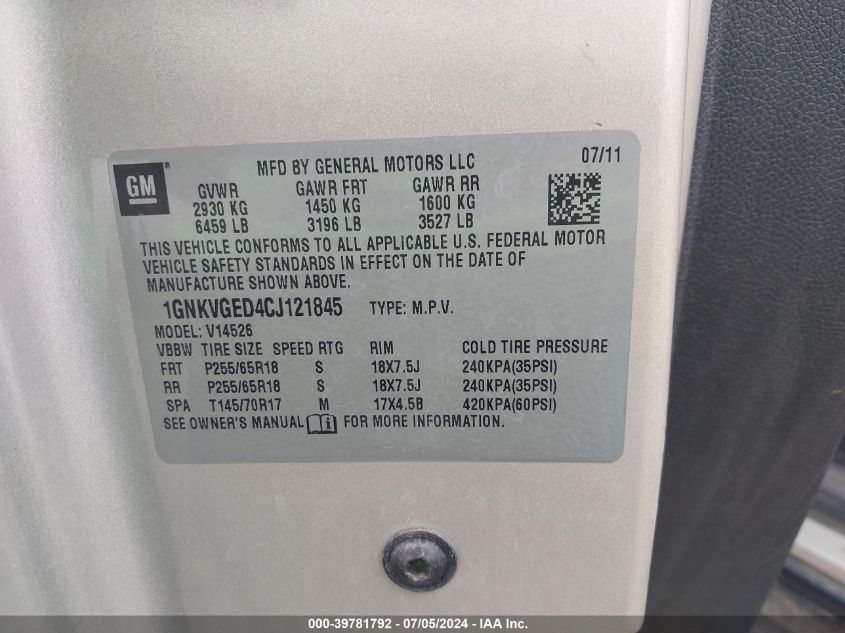 GM®
MFD BY GENERAL MOTORS LLC 07/11
GVWR GAWR FRT GAWR RR
2930 KG 1450 KG 1600 KG
6459 LB 3196 LB 3527 LB
THIS VEHICLE CONFORMS TO ALL APPLICABLE U.S. FEDERAL MOTOR
VEHICLE SAFETY STANDARDS IN EFFECT ON THE DATE OF
MANUFACTURE SHOWN ABOVE.
1GNKVGED4CJ121845 TYPE: M.P.V.
MODEL: V14526
VBBW TIRE SIZE SPEED RTG RIM COLD TIRE PRESSURE
FRT P255/65R18 S 18X7.5J 240KPA(35PSI)
RR P255/65R18 S 18X7.5J 240KPA(35PSI)
SPA T145/70R17 M 17X4.5B 420KPA(60PSI)
SEE OWNER'S MANUAL FOR MORE INFORMATION.
000-39781792 - 07/05/2024 - IAA Inc.